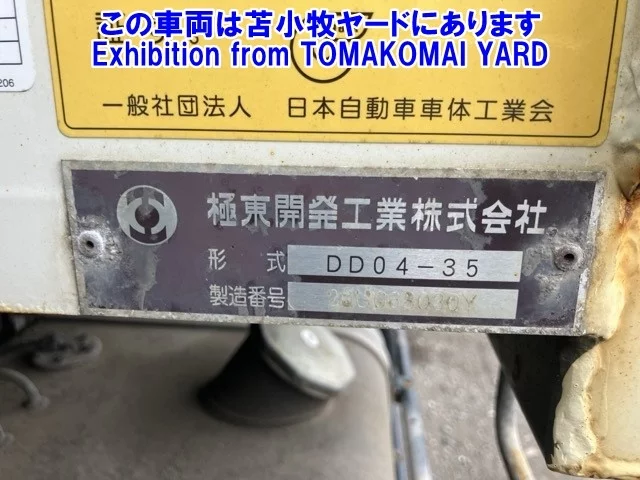 この車両は苫小牧ヤードにあります
Exhibition from TOMAKOMAI YARD
206
一般社団法人 日本自動車車体工業会
極東開発工業株式会社
形式 DD04-35
製造番号